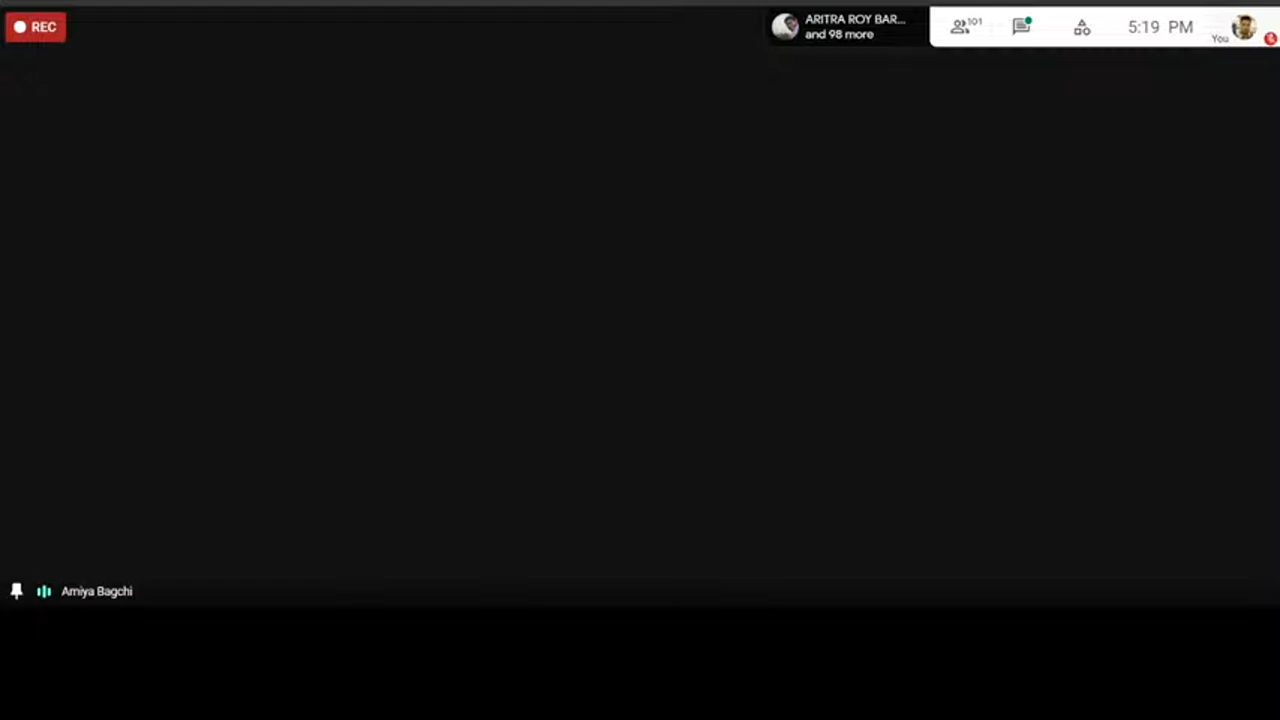 REC
ARITRA ROY BAR...
and 98 more
101
5:19 PM
You
Amiya Bagchi